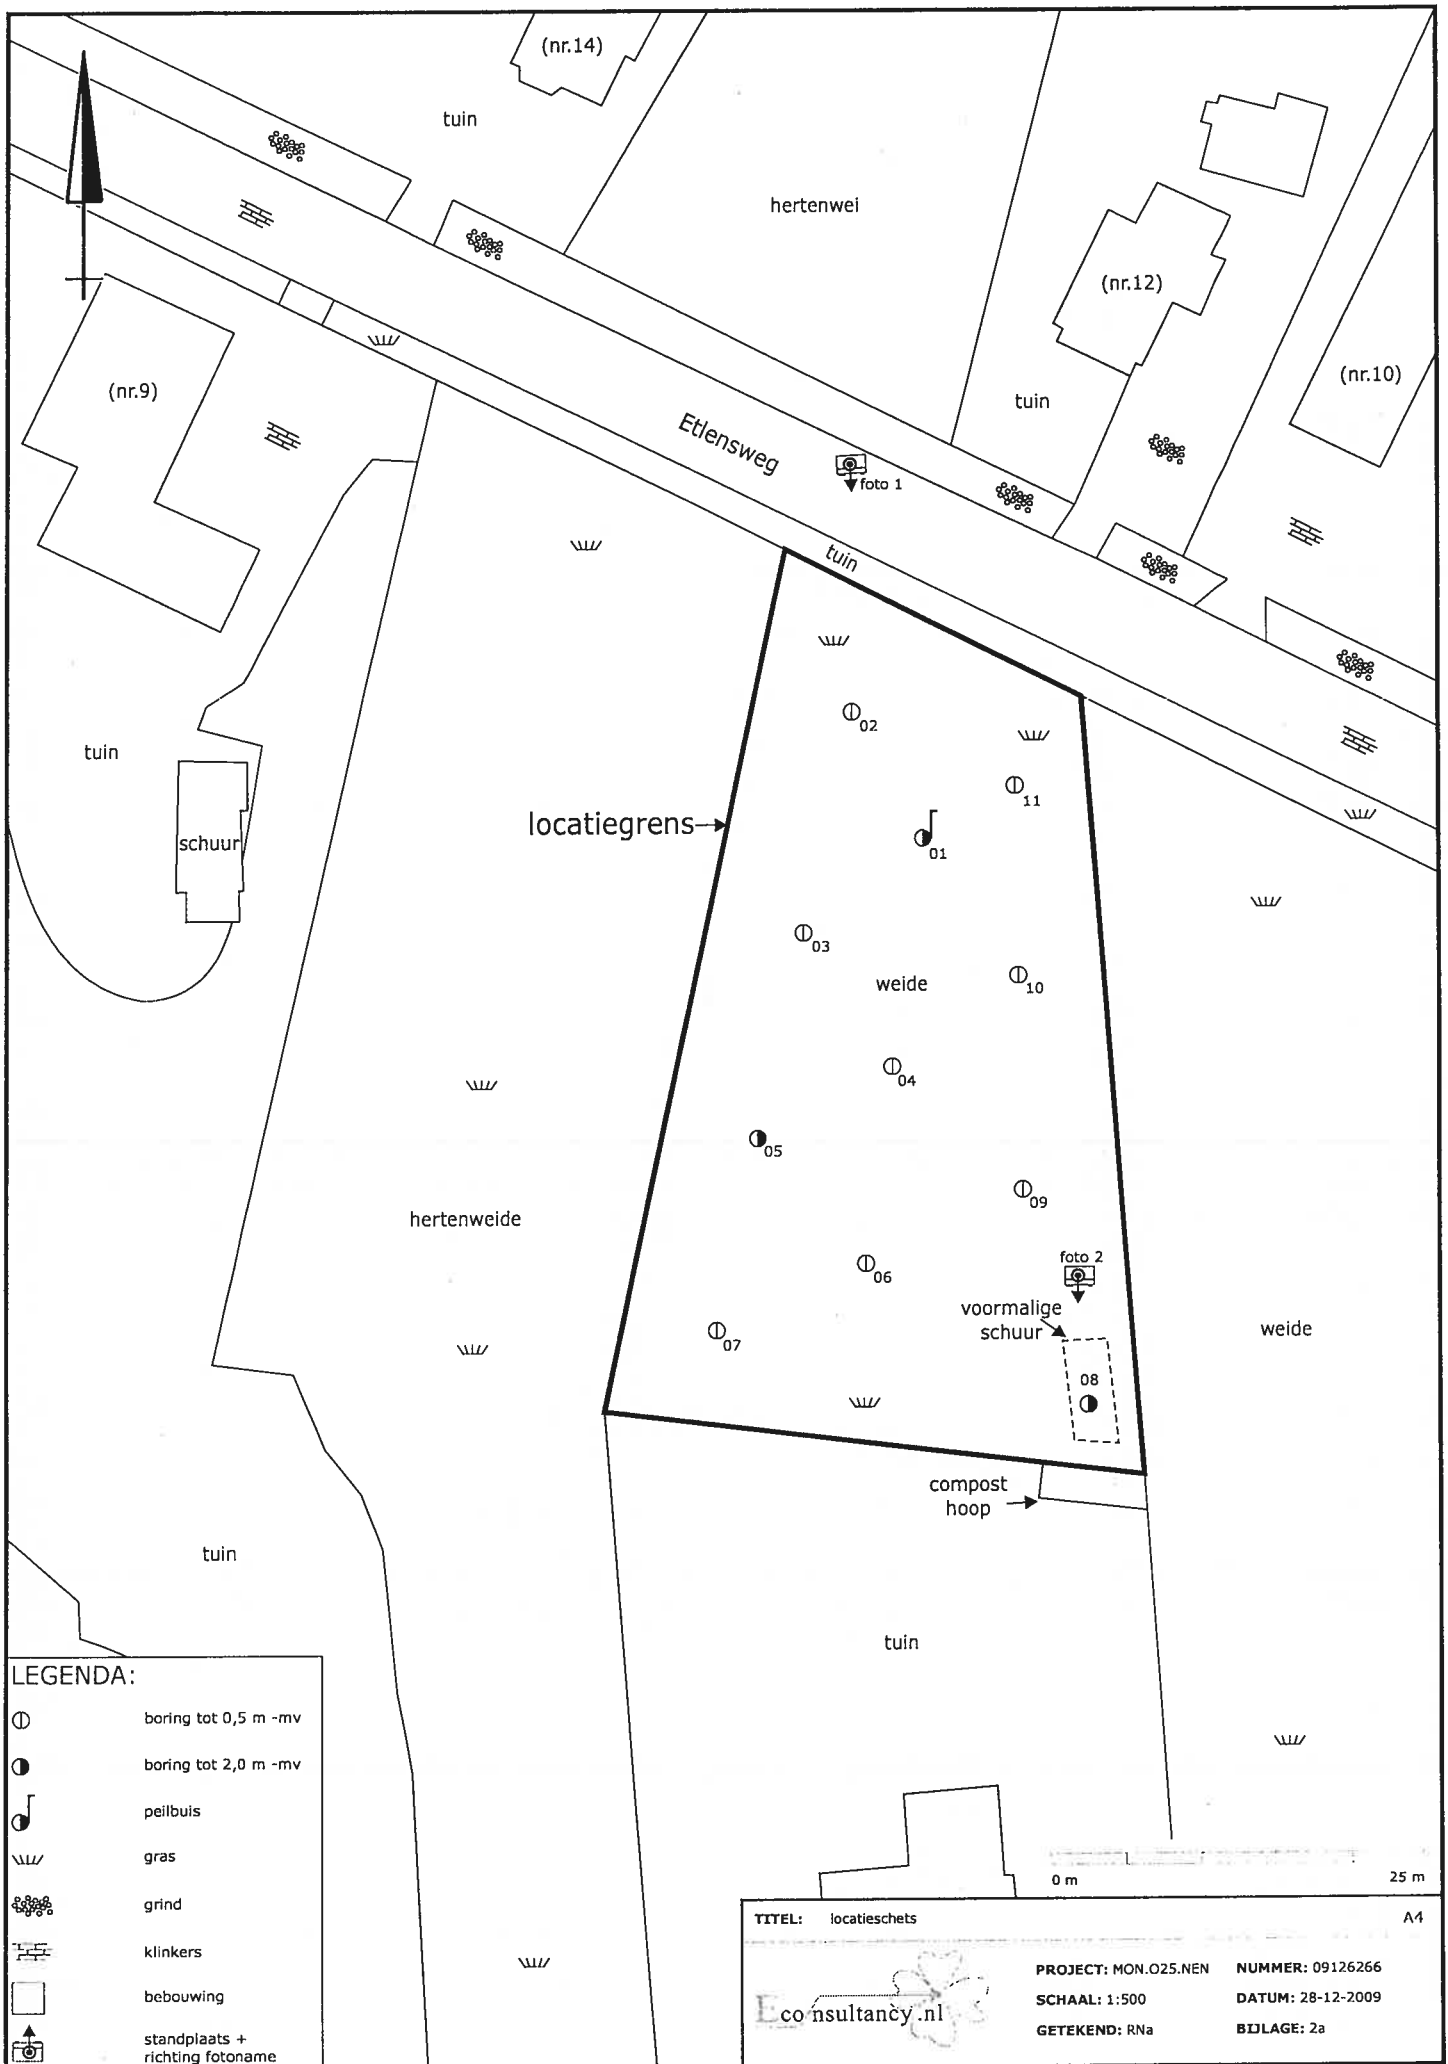 (nr.14)
tuin
hertenwei
(nr.12)
(nr.10)
(nr.9)
tuin
Etlensweg
foto 1
tuin
02
11
tuin
locatiegrens
schuur
01
03
weide
10
04
05
09
hertenweide
foto 2
06
voormalige
schuur
07
weide
08
compost
hoop
tuin
tuin
LEGENDA:
boring tot 0,5 m -mv
boring tot 2,0 m -mv
peilbuis
gras
grind
klinkers
bebouwing
standplaats +
richting fotoname
0 m 25 m
TITEL: locatieschets A4
Econsultancy.nl
PROJECT: MON.O25.NEN NUMMER: 09126266
SCHAAL: 1:500 DATUM: 28-12-2009
GETEKEND: RNa BIJLAGE: 2a